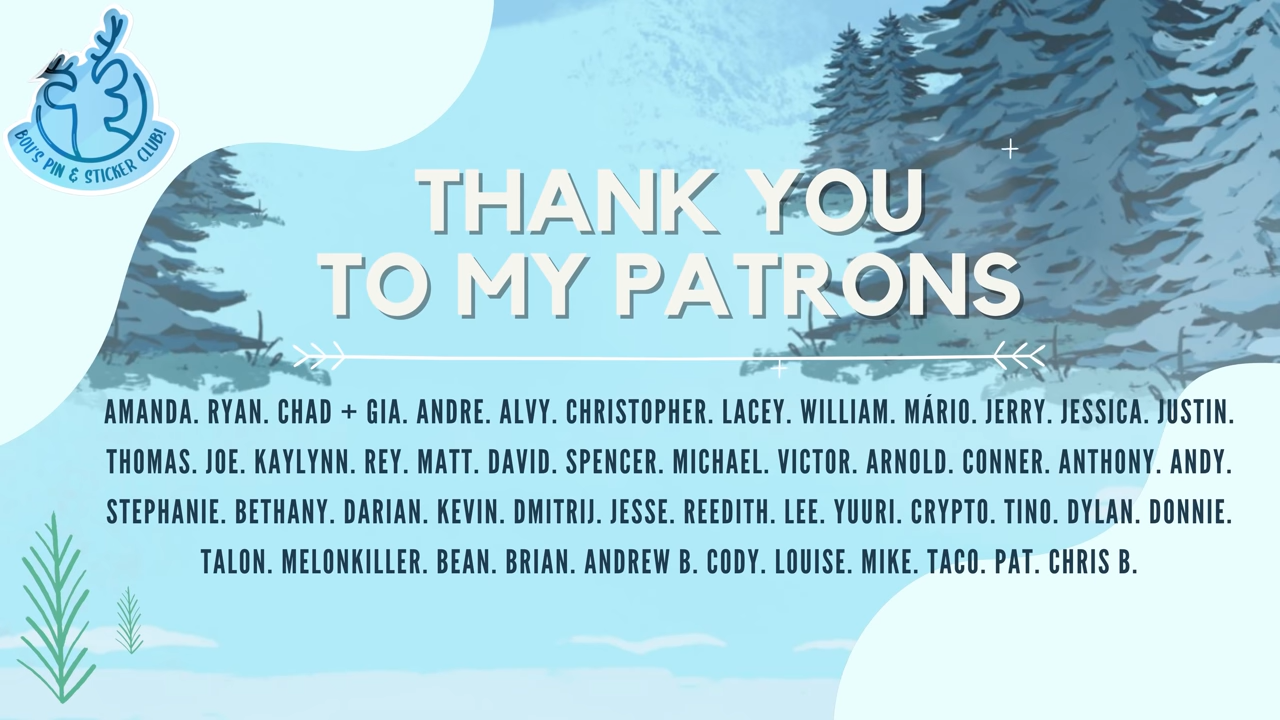 BOU'S PIN & STICKER CLUB!
THANK YOU
TO MY PATRONS
AMANDA. RYAN. CHAD + GIA. ANDRE. ALVY. CHRISTOPHER. LACEY. WILLIAM. MÁRIO. JERRY. JESSICA. JUSTIN.
THOMAS. JOE. KAYLYNN. REY. MATT. DAVID. SPENCER. MICHAEL. VICTOR. ARNOLD. CONNER. ANTHONY. ANDY.
STEPHANIE. BETHANY. DARIAN. KEVIN. DMITRIJ. JESSE. REEDITH. LEE. YUURI. CRYPTO. TINO. DYLAN. DONNIE.
TALON. MELONKILLER. BEAN. BRIAN. ANDREW B. CODY. LOUISE. MIKE. TACO. PAT. CHRIS B.